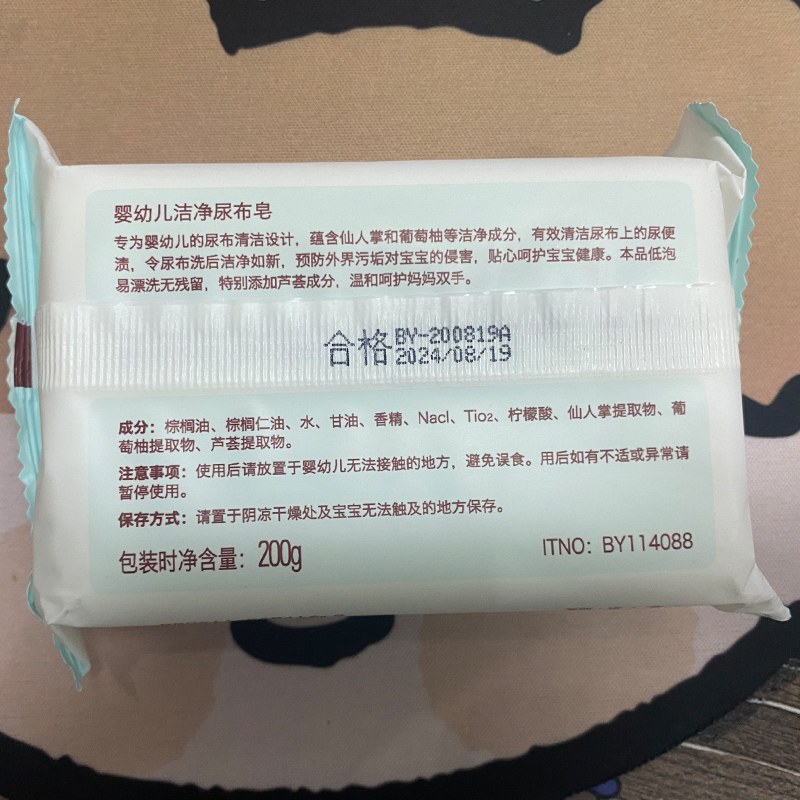 婴幼儿洁净尿布皂
专为婴幼儿的尿布清洁设计，蕴含仙人掌和葡萄柚等洁净成分，有效清洁尿布上的尿便
渍，令尿布洗后洁净如新，预防外界污垢对宝宝的侵害，贴心呵护宝宝健康。本品低泡
易漂洗无残留，特别添加芦荟成分，温和呵护妈妈双手。
合格 BY-200819A
2024/08/19
成分：棕榈油、棕榈仁油、水、甘油、香精、Nacl、Tio₂、柠檬酸、仙人掌提取物、葡
萄柚提取物、芦荟提取物。
注意事项：使用后请放置于婴幼儿无法接触的地方，避免误食。用后如有不适或异常请
暂停使用。
保存方式：请置于阴凉干燥处及宝宝无法触及的地方保存。
包装时净含量：200g
ITNO：BY114088